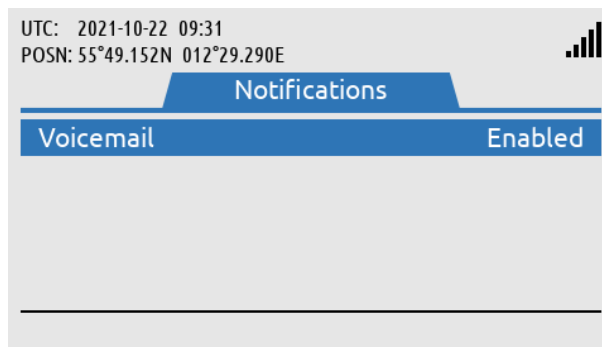 UTC: 2021-10-22 09:31
POSN: 55°49.152N 012°29.290E
Notifications
Voicemail Enabled